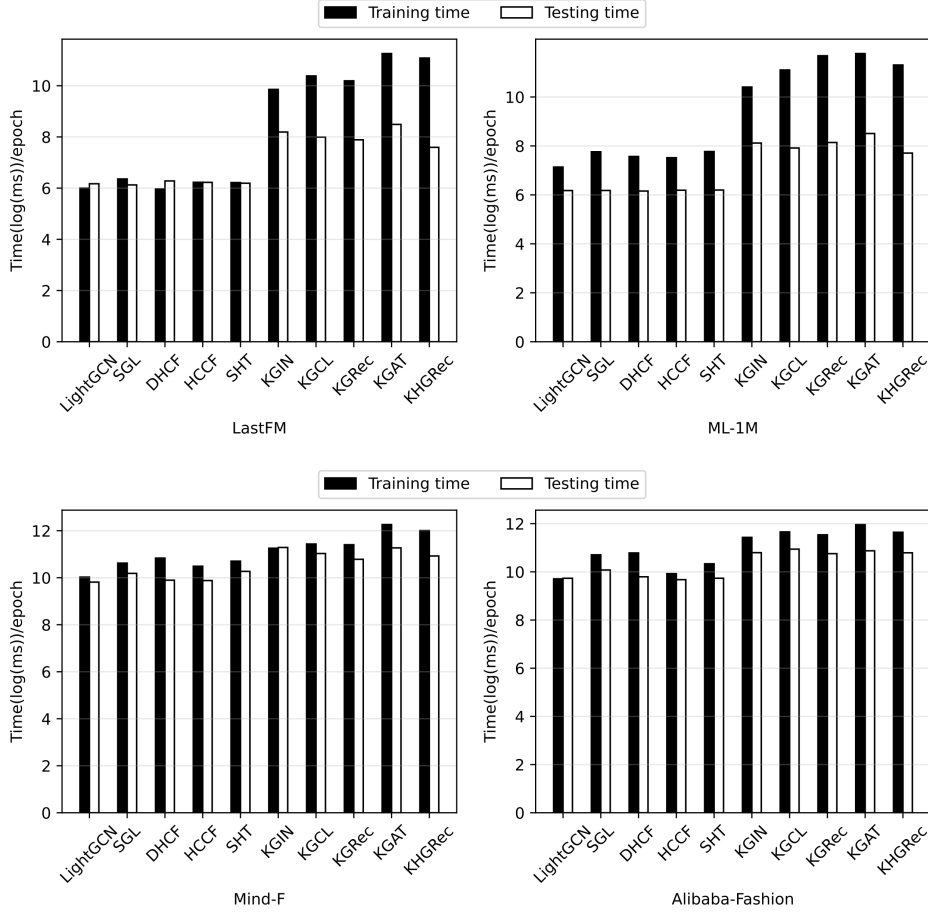 Training time Testing time
Time(log(ms))/epoch
10
8
6
4
2
0
LightGCN SGL DHCF HCCF SHT KGIN KGCL KGRec KGAT KHGRec
LastFM
Time(log(ms))/epoch
10
8
6
4
2
0
LightGCN SGL DHCF HCCF SHT KGIN KGCL KGRec KGAT KHGRec
ML-1M
Training time Testing time
Time(log(ms))/epoch
12
10
8
6
4
2
0
LightGCN SGL DHCF HCCF SHT KGIN KGCL KGRec KGAT KHGRec
Mind-F
Time(log(ms))/epoch
12
10
8
6
4
2
0
LightGCN SGL DHCF HCCF SHT KGIN KGCL KGRec KGAT KHGRec
Alibaba-Fashion